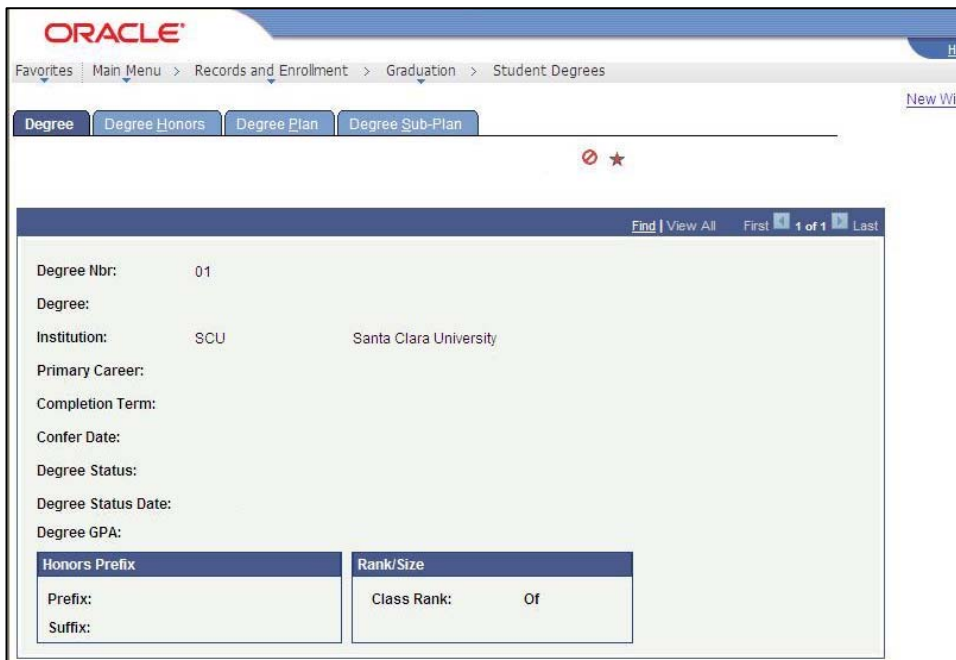 ORACLE
Favorites Main Menu > Records and Enrollment > Graduation > Student Degrees
New Wi
Degree Degree Honors Degree Plan Degree Sub-Plan
Find | View All First 1 of 1 Last
Degree Nbr: 01
Degree:
Institution: SCU Santa Clara University
Primary Career:
Completion Term:
Confer Date:
Degree Status:
Degree Status Date:
Degree GPA:
Honors Prefix Rank/Size
Prefix: Class Rank: Of
Suffix: